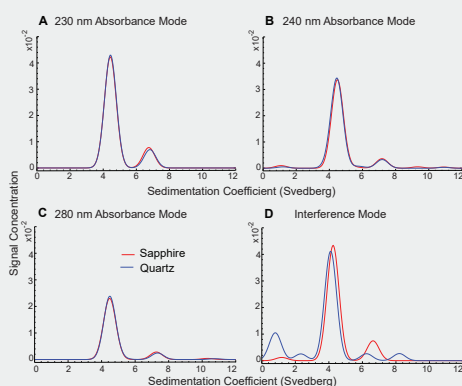 A 230 nm Absorbance Mode
x10⁻²
4
3
2
1
0
0 2 4 6 8 10 12
B 240 nm Absorbance Mode
x10⁻²
4
3
2
1
0
0 2 4 6 8 10 12
Sedimentation Coefficient (Svedberg)
Signal Concentration
C 280 nm Absorbance Mode
x10⁻²
5
4
3
2
1
0
0 2 4 6 8 10 12
Sapphire
Quartz
D Interference Mode
x10⁻²
5
4
3
2
1
0
0 2 4 6 8 10 12
Sedimentation Coefficient (Svedberg)